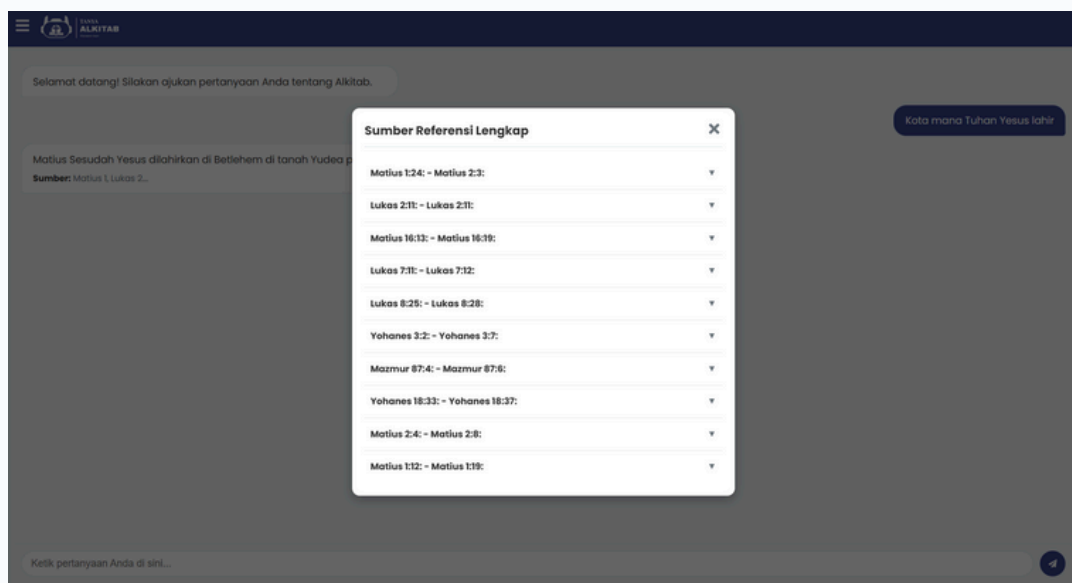 TANYA
ALKITAB
Selamat datang! Silakan ajukan pertanyaan Anda tentang Alkitab.
Kota mana Tuhan Yesus lahir
Matius Sesudah Yesus dilahirkan di Betlehem di tanah Yudea p
Sumber: Matius 1, Lukas 2...
Sumber Referensi Lengkap
Matius 1:24: - Matius 2:3:
Lukas 2:11: - Lukas 2:11:
Matius 16:13: - Matius 16:19:
Lukas 7:11: - Lukas 7:12:
Lukas 8:25: - Lukas 8:28:
Yohanes 3:2: - Yohanes 3:7:
Mazmur 87:4: - Mazmur 87:6:
Yohanes 18:33: - Yohanes 18:37:
Matius 2:4: - Matius 2:8:
Matius 1:12: - Matius 1:19:
Ketik pertanyaan Anda di sini...